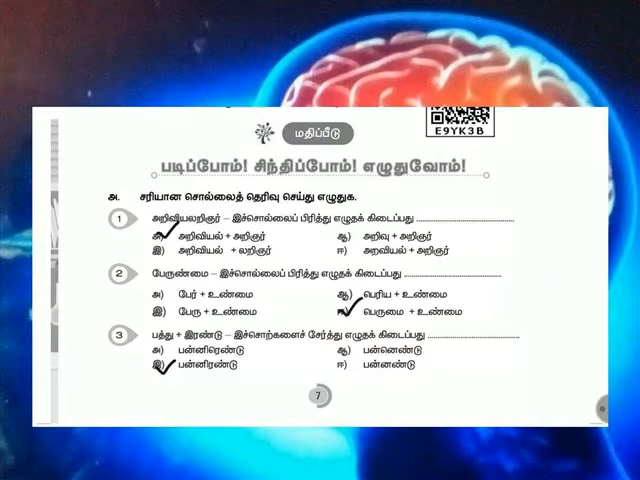 E9YK3B
மதிப்பீடு
படிப்போம்! சிந்திப்போம்! எழுதுவோம்!
அ. சரியான சொல்லைத் தெரிவு செய்து எழுதுக.
1 அறிவியலறிஞர் – இச்சொல்லைப் பிரித்து எழுதக் கிடைப்பது ........................................
அ) அறிவியல் + அறிஞர் ஆ) அறிவு + அறிஞர்
இ) அறிவியல் + லறிஞர் ஈ) அறவியல் + அறிஞர்
2 பேருண்மை – இச்சொல்லைப் பிரித்து எழுதக் கிடைப்பது ........................................
அ) பேர் + உண்மை ஆ) பெரிய + உண்மை
இ) பேரு + உண்மை ஈ) பெருமை + உண்மை
3 பத்து + இரண்டு – இச்சொற்களைச் சேர்த்து எழுதக் கிடைப்பது ........................................
அ) பன்னிரெண்டு ஆ) பன்னெண்டு
இ) பன்னிரண்டு ஈ) பன்னண்டு
7